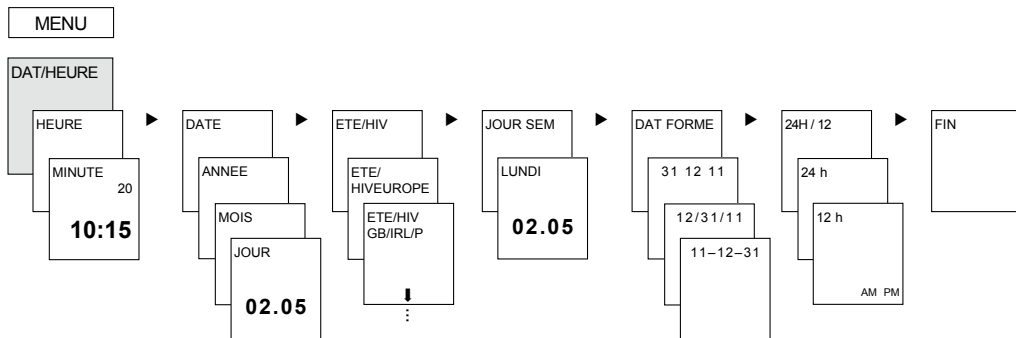 MENU
DAT/HEURE
HEURE
MINUTE
20
10:15
DATE
ANNEE
MOIS
JOUR
02.05
ETE/HIV
ETE/
HIVEUROPE
ETE/HIV
GB/IRL/P
JOUR SEM
LUNDI
02.05
DAT FORME
31 12 11
12/31/11
11–12–31
24H / 12
24 h
12 h
AM PM
FIN